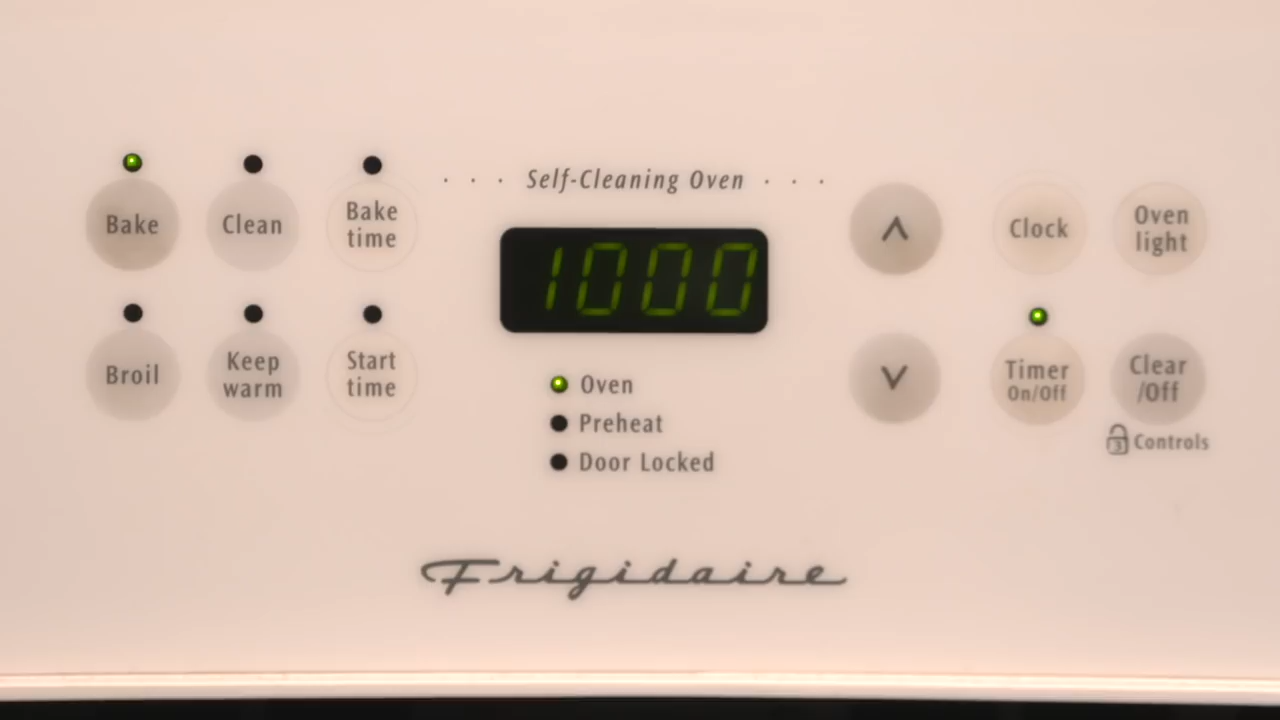 Self-Cleaning Oven
Bake
Clean
Bake
time
1000
Clock
Oven
light
Broil
Keep
warm
Start
time
Oven
Preheat
Door Locked
Timer
On/Off
Clear
/Off
Controls
Frigidaire